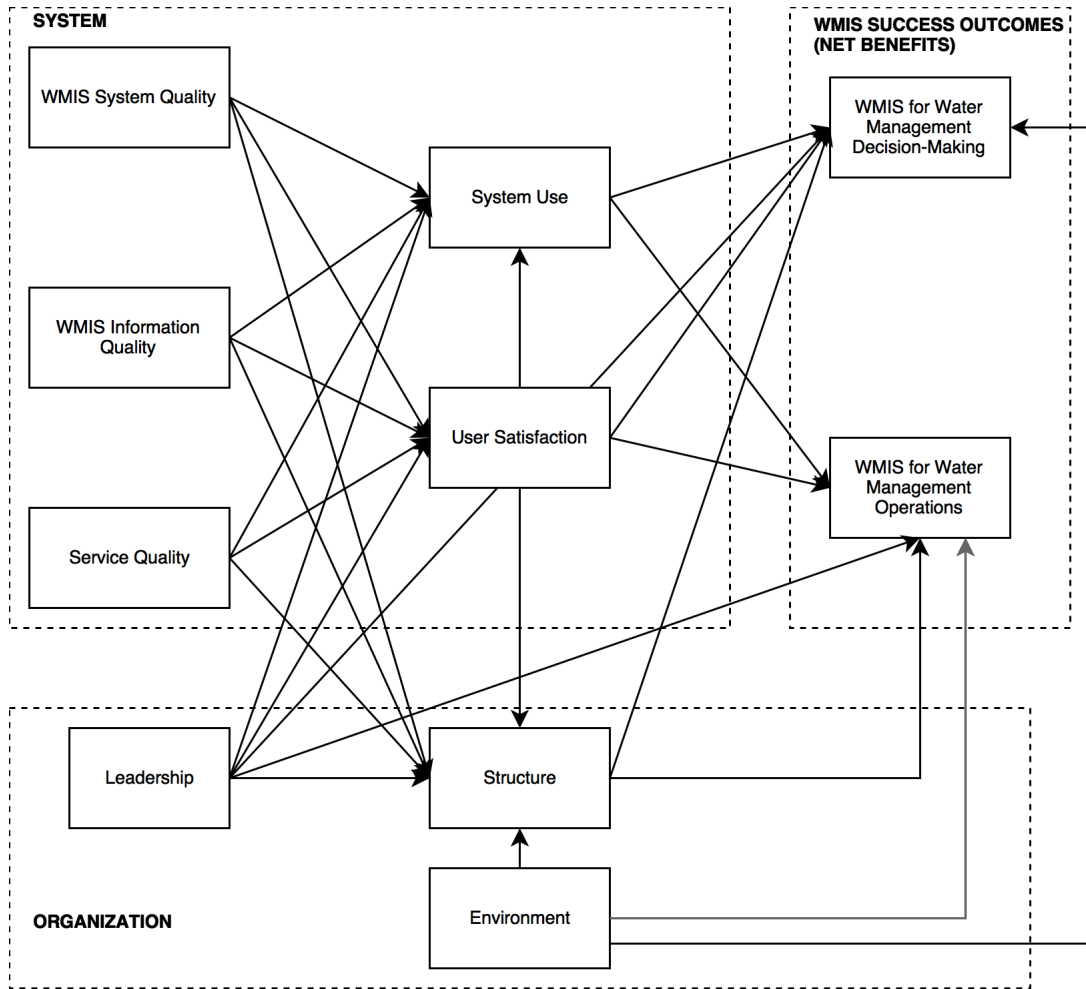 SYSTEM
WMIS SUCCESS OUTCOMES
(NET BENEFITS)
WMIS System Quality
WMIS for Water
Management
Decision-Making
System Use
WMIS Information
Quality
User Satisfaction
WMIS for Water
Management
Operations
Service Quality
Leadership
Structure
Environment
ORGANIZATION